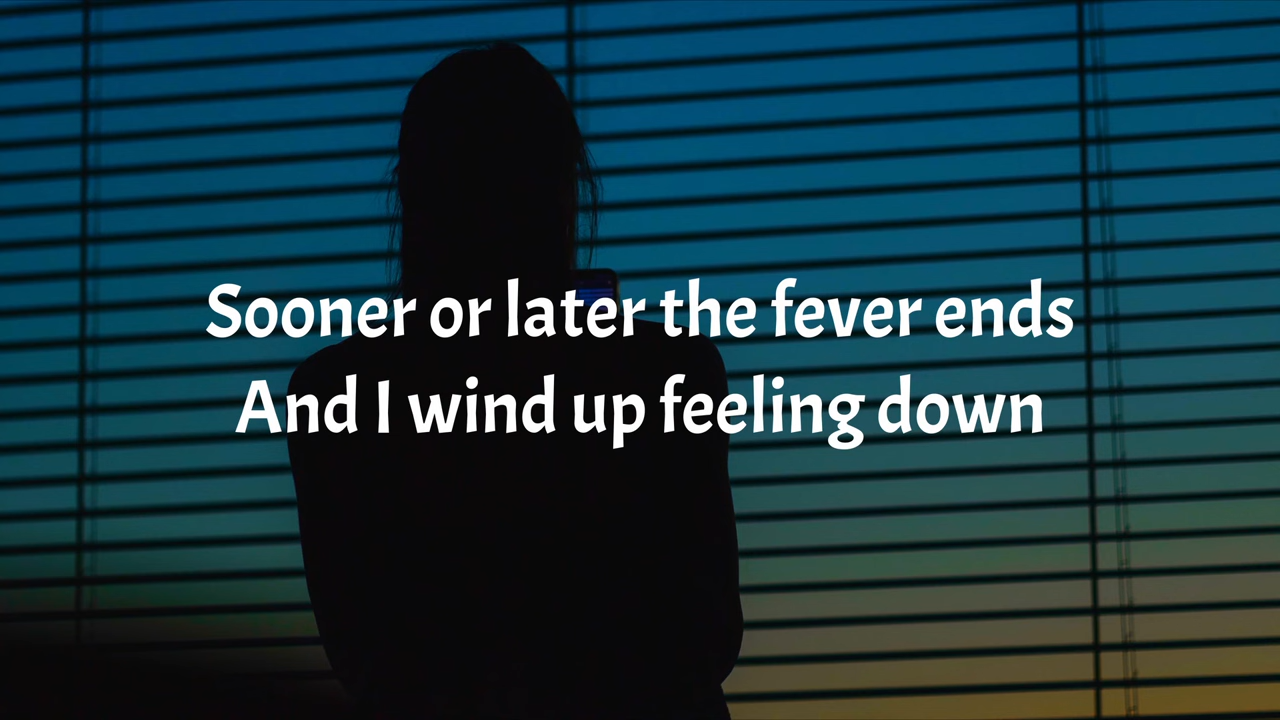 Sooner or later the fever ends
And I wind up feeling down